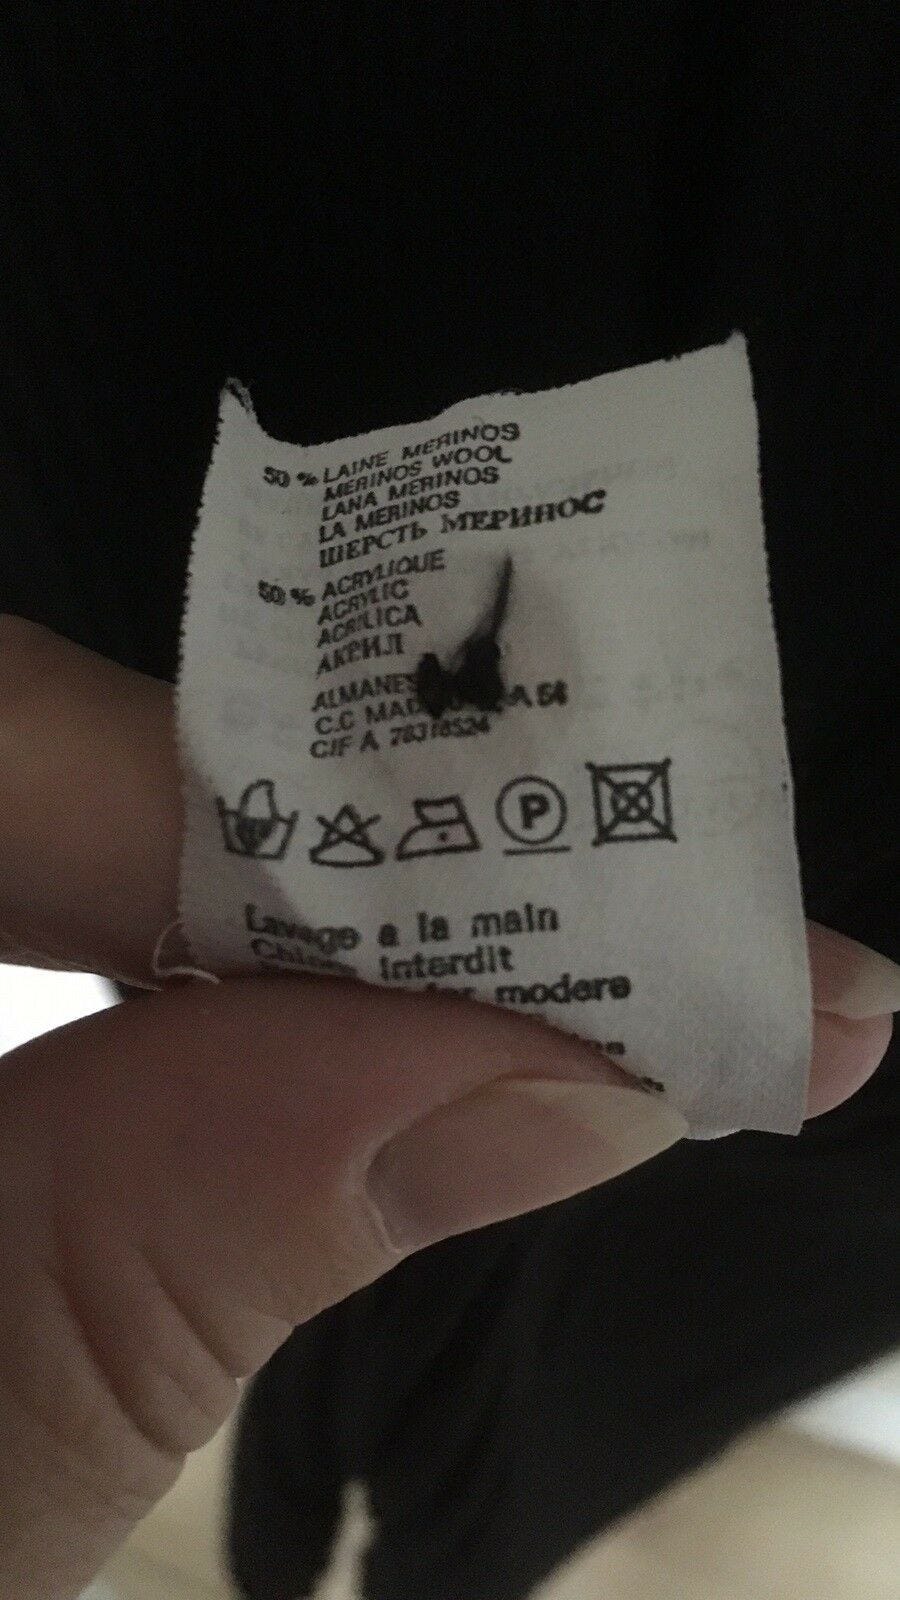 50 % LAINE MERINOS
MERINOS WOOL
LANA MERINOS
LA MERINOS
ШЕРСТЬ МЕРИНОС
50 % ACRYLIQUE
ACRYLIC
ACRILICA
АКРИЛ
C.C
CIF A
P
Lavage a la main
Interdit
modere